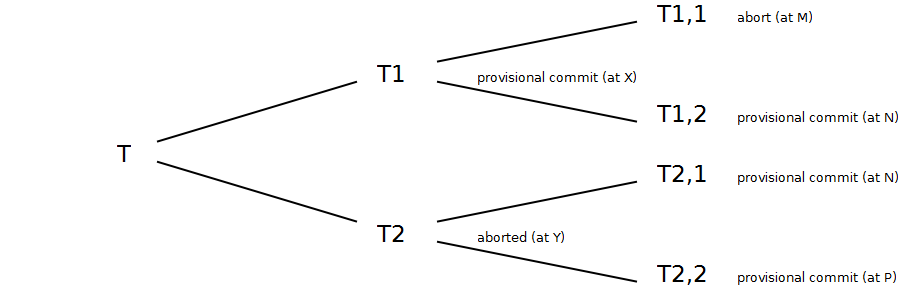 T1,1 abort (at M)
T1 provisional commit (at X)
T1,2 provisional commit (at N)
T
T2,1 provisional commit (at N)
T2 aborted (at Y)
T2,2 provisional commit (at P)